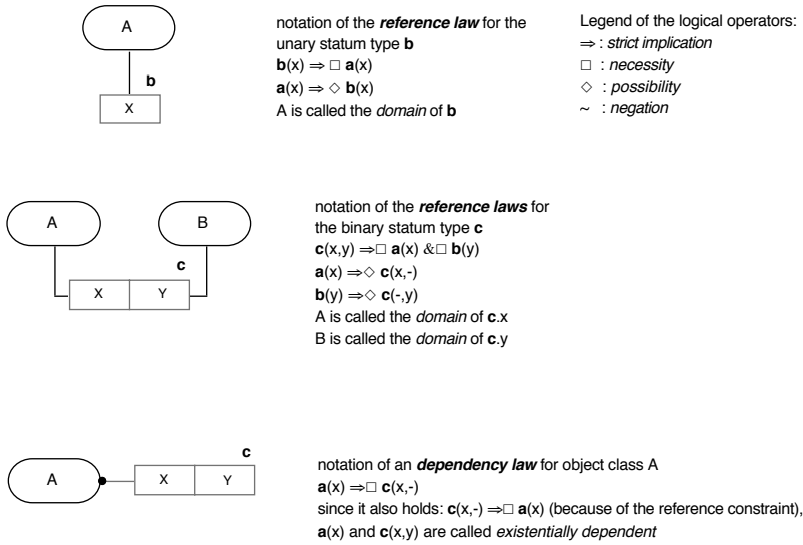 A
b
X
notation of the reference law for the
unary statum type b
b(x) ⇒ □ a(x)
a(x) ⇒ ◇ b(x)
A is called the domain of b
Legend of the logical operators:
⇒ : strict implication
□ : necessity
◇ : possibility
~ : negation
A
B
c
X Y
notation of the reference laws for
the binary statum type c
c(x,y) ⇒□ a(x) &□ b(y)
a(x) ⇒◇ c(x,-)
b(y) ⇒◇ c(-,y)
A is called the domain of c.x
B is called the domain of c.y
c
A X Y
notation of an dependency law for object class A
a(x) ⇒□ c(x,-)
since it also holds: c(x,-) ⇒□ a(x) (because of the reference constraint),
a(x) and c(x,y) are called existentially dependent